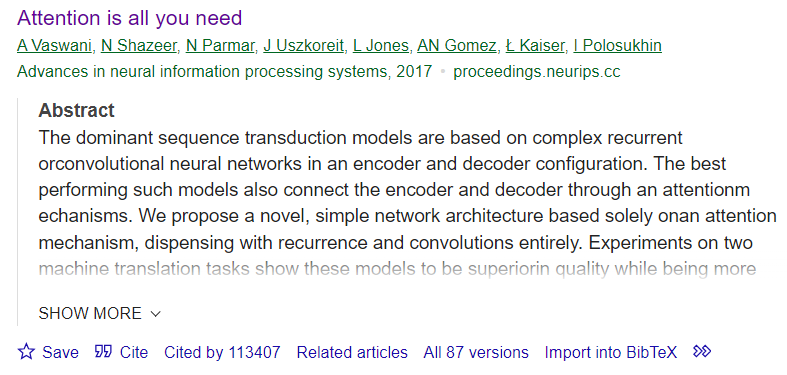 Attention is all you need
A Vaswani, N Shazeer, N Parmar, J Uszkoreit, L Jones, AN Gomez, Ł Kaiser, I Polosukhin
Advances in neural information processing systems, 2017 • proceedings.neurips.cc
Abstract
The dominant sequence transduction models are based on complex recurrent
orconvolutional neural networks in an encoder and decoder configuration. The best
performing such models also connect the encoder and decoder through an attentionm
echanisms. We propose a novel, simple network architecture based solely onan attention
mechanism, dispensing with recurrence and convolutions entirely. Experiments on two
machine translation tasks show these models to be superiorin quality while being more
SHOW MORE
Save Cite Cited by 113407 Related articles All 87 versions Import into BibTeX